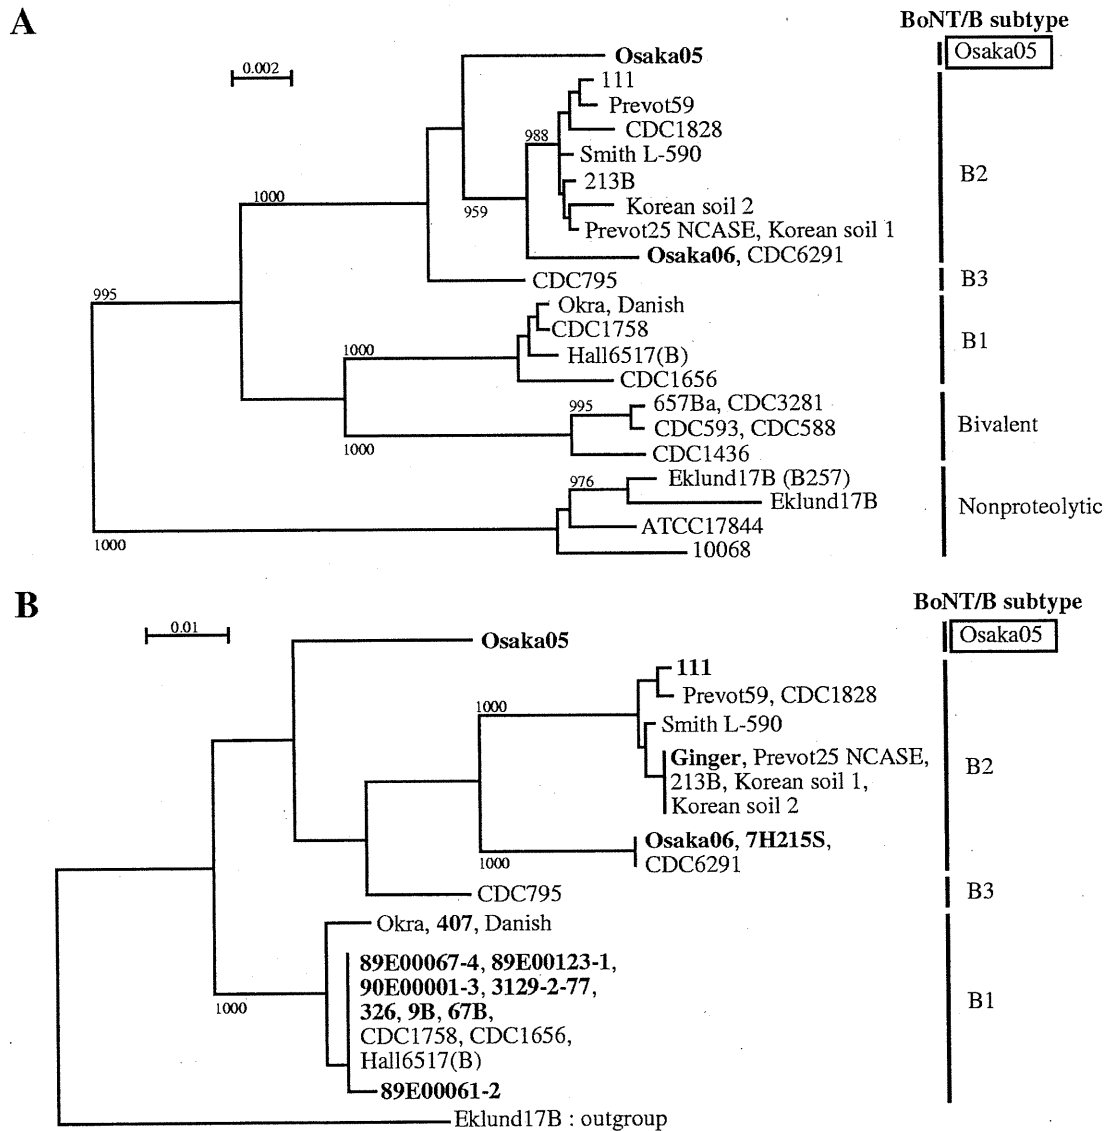 A
BoNT/B subtype
0.002
Osaka05
Osaka05
111
Prevot59
CDC1828
988
Smith L-590
B2
213B
1000
959
Korean soil 2
Prevot25 NCASE, Korean soil 1
Osaka06, CDC6291
CDC795
B3
995
Okra, Danish
CDC1758
B1
1000
Hall6517(B)
CDC1656
995
657Ba, CDC3281
CDC593, CDC588
Bivalent
1000
CDC1436
976
Eklund17B (B257)
Eklund17B
Nonproteolytic
ATCC17844
1000
10068
B
BoNT/B subtype
0.01
Osaka05
Osaka05
111
Prevot59, CDC1828
1000
Smith L-590
Ginger, Prevot25 NCASE,
213B, Korean soil 1,
Korean soil 2
B2
Osaka06, 7H215S,
CDC6291
1000
CDC795
B3
Okra, 407, Danish
89E00067-4, 89E00123-1,
90E00001-3, 3129-2-77,
326, 9B, 67B,
CDC1758, CDC1656,
Hall6517(B)
1000
B1
89E00061-2
Eklund17B : outgroup